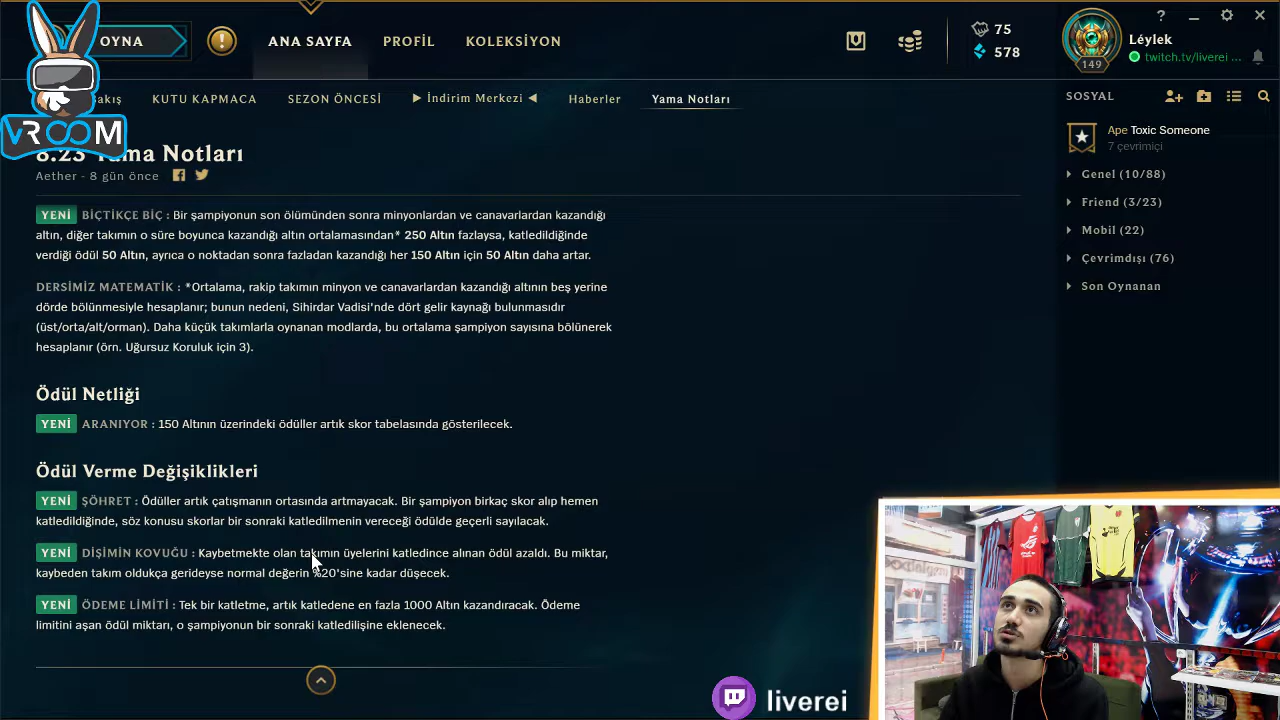 OYNA
ANA SAYFA
PROFİL
KOLEKSİYON
75
578
149
Léylek
twitch.tv/liverei ...
VROOM
KUTU KAPMACA
SEZON ÖNCESİ
► İndirim Merkezi ◄
Haberler
Yama Notları
8.23 Yama Notları
Aether - 8 gün önce
YENİ BİÇTİKÇE BİÇ : Bir şampiyonun son ölümünden sonra minyonlardan ve canavarlardan kazandığı
altın, diğer takımın o süre boyunca kazandığı altın ortalamasından* 250 Altın fazlaysa, katledildiğinde
verdiği ödül 50 Altın, ayrıca o noktadan sonra fazladan kazandığı her 150 Altın için 50 Altın daha artar.
DERSİMİZ MATEMATİK : *Ortalama, rakip takımın minyon ve canavarlardan kazandığı altının beş yerine
dörde bölünmesiyle hesaplanır; bunun nedeni, Sihirdar Vadisi'nde dört gelir kaynağı bulunmasıdır
(üst/orta/alt/orman). Daha küçük takımlarla oynanan modlarda, bu ortalama şampiyon sayısına bölünerek
hesaplanır (örn. Uğursuz Koruluk için 3).
Ödül Netliği
YENİ ARANIYOR : 150 Altının üzerindeki ödüller artık skor tabelasında gösterilecek.
Ödül Verme Değişiklikleri
YENİ ŞÖHRET : Ödüller artık çatışmanın ortasında artmayacak. Bir şampiyon birkaç skor alıp hemen
katledildiğinde, söz konusu skorlar bir sonraki katledilmenin vereceği ödülde geçerli sayılacak.
YENİ DİŞİMİN KOVUĞU : Kaybetmekte olan takımın üyelerini katledince alınan ödül azaldı. Bu miktar,
kaybeden takım oldukça gerideyse normal değerin %20'sine kadar düşecek.
YENİ ÖDEME LİMİTİ : Tek bir katletme, artık katledene en fazla 1000 Altın kazandıracak. Ödeme
limitini aşan ödül miktarı, o şampiyonun bir sonraki katledilişine eklenecek.
SOSYAL
Ape Toxic Someone
7 çevrimiçi
Genel (10/88)
Friend (3/23)
Mobil (22)
Çevrimdışı (76)
Son Oynanan
liverei